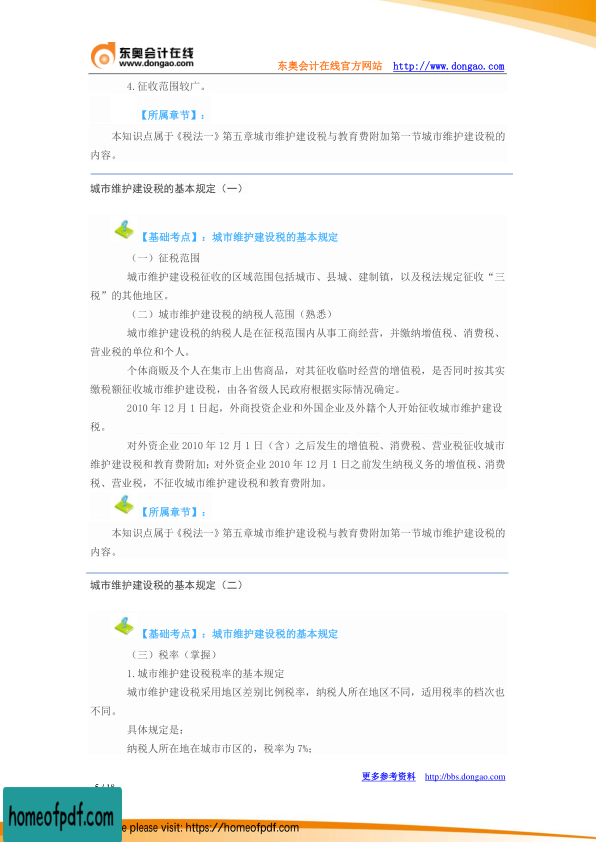 东奥会计在线
www.dongao.com
东奥会计在线官方网站 http://www.dongao.com
4.征收范围较广。
【所属章节】：
本知识点属于《税法一》第五章城市维护建设税与教育费附加第一节城市维护建设税的
内容。
城市维护建设税的基本规定（一）
【基础考点】：城市维护建设税的基本规定
（一）征税范围
城市维护建设税征收的区域范围包括城市、县城、建制镇，以及税法规定征收“三
税”的其他地区。
（二）城市维护建设税的纳税人范围（熟悉）
城市维护建设税的纳税人是在征税范围内从事工商经营，并缴纳增值税、消费税、
营业税的单位和个人。
个体商贩及个人在集市上出售商品，对其征收临时经营的增值税，是否同时按其实
缴税额征收城市维护建设税，由各省级人民政府根据实际情况确定。
2010 年 12 月 1 日起，外商投资企业和外国企业及外籍个人开始征收城市维护建设
税。
对外资企业 2010 年 12 月 1 日（含）之后发生的增值税、消费税、营业税征收城市
维护建设税和教育费附加；对外资企业 2010 年 12 月 1 日之前发生纳税义务的增值税、消费
税、营业税，不征收城市维护建设税和教育费附加。
【所属章节】：
本知识点属于《税法一》第五章城市维护建设税与教育费附加第一节城市维护建设税的
内容。
城市维护建设税的基本规定（二）
【基础考点】：城市维护建设税的基本规定
（三）税率（掌握）
1.城市维护建设税税率的基本规定
城市维护建设税采用地区差别比例税率，纳税人所在地区不同，适用税率的档次也
不同。
具体规定是：
纳税人所在地在城市市区的，税率为 7%；
更多参考资料 http://bbs.dongao.com
homeofpdf.com
please visit: https://homeofpdf.com